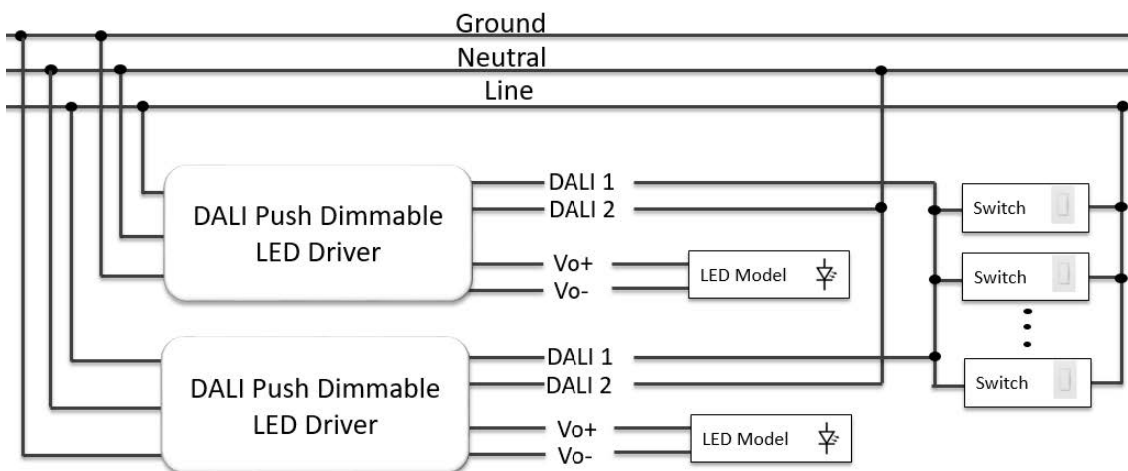 Ground
Neutral
Line
DALI Push Dimmable
LED Driver
DALI 1
DALI 2
Vo+
Vo-
LED Model
Switch
Switch
Switch
DALI Push Dimmable
LED Driver
DALI 1
DALI 2
Vo+
Vo-
LED Model